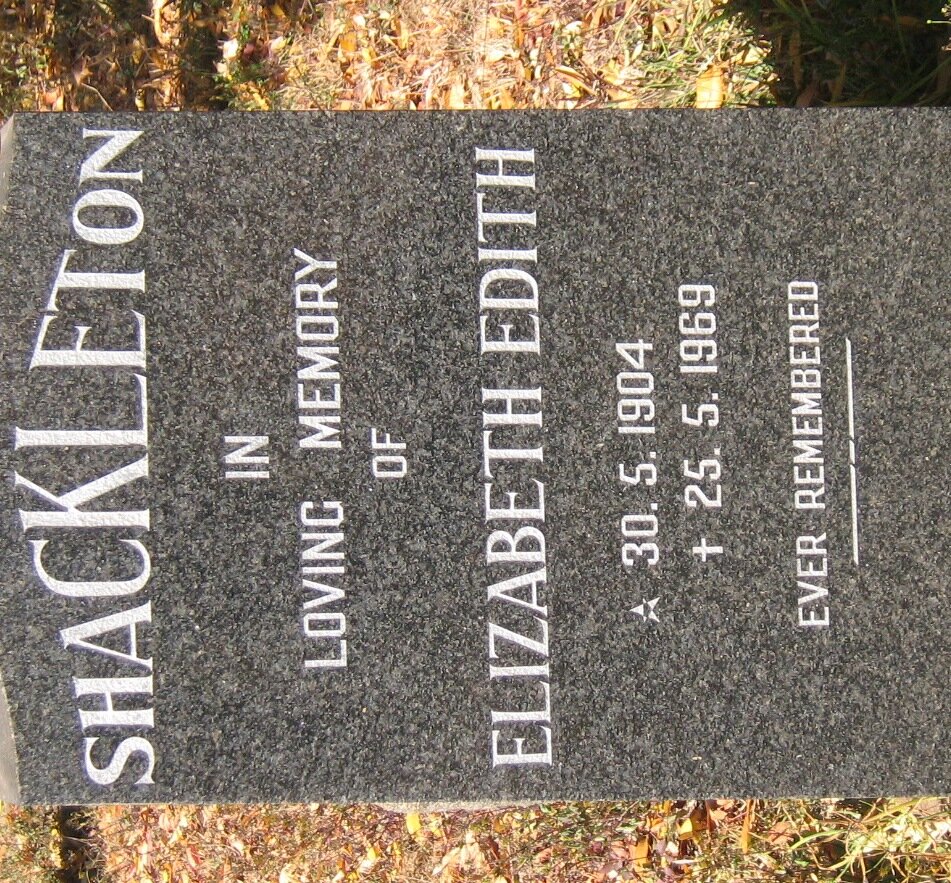 SHACKLETON
IN
LOVING MEMORY
OF
ELIZABETH EDITH
☆ 30. 5. 1904
† 25. 5. 1969
EVER REMEMBERED